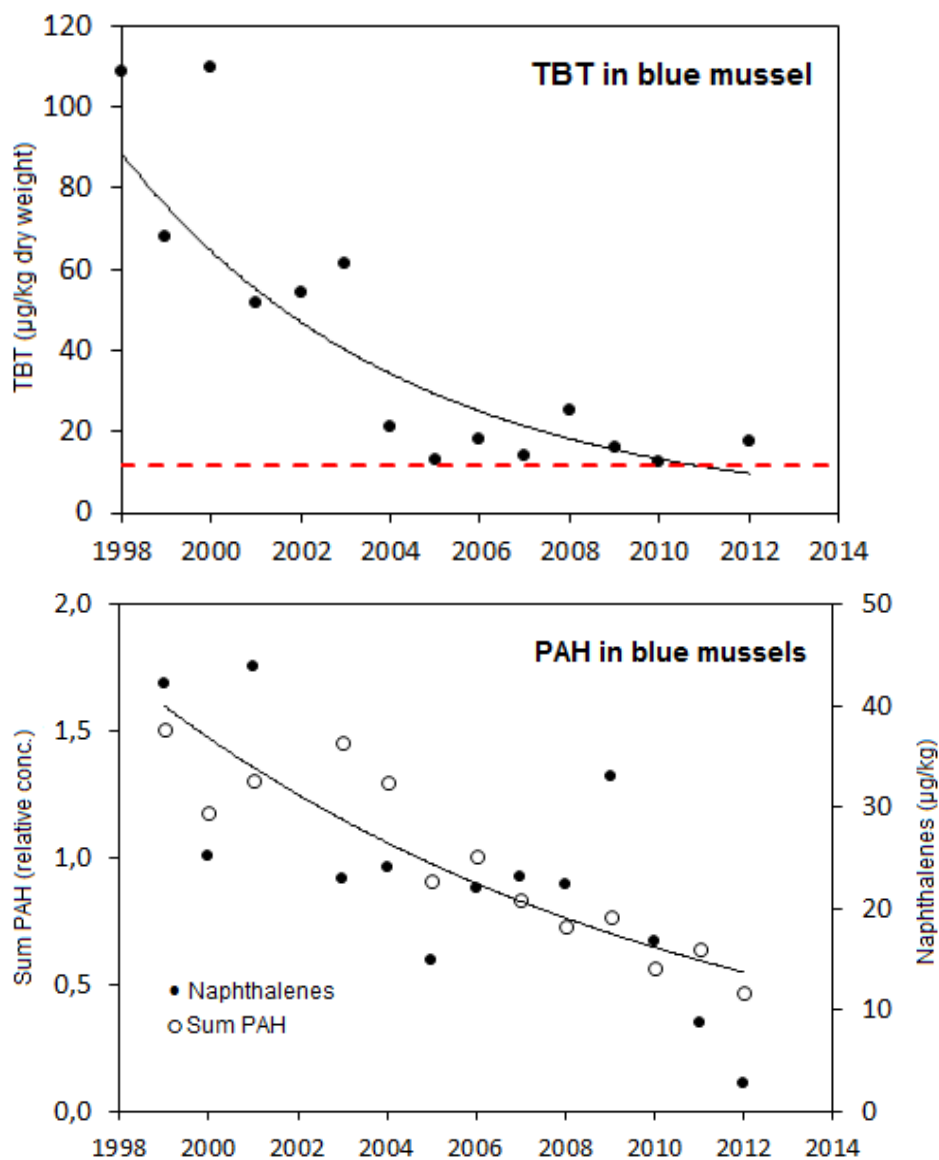 TBT in blue mussel
TBT (µg/kg dry weight)
120
100
80
60
40
20
0
1998 2000 2002 2004 2006 2008 2010 2012 2014
PAH in blue mussels
Sum PAH (relative conc.)
2,0
1,5
1,0
0,5
0,0
Naphthalenes (µg/kg)
50
40
30
20
10
0
Naphthalenes
Sum PAH
1998 2000 2002 2004 2006 2008 2010 2012 2014